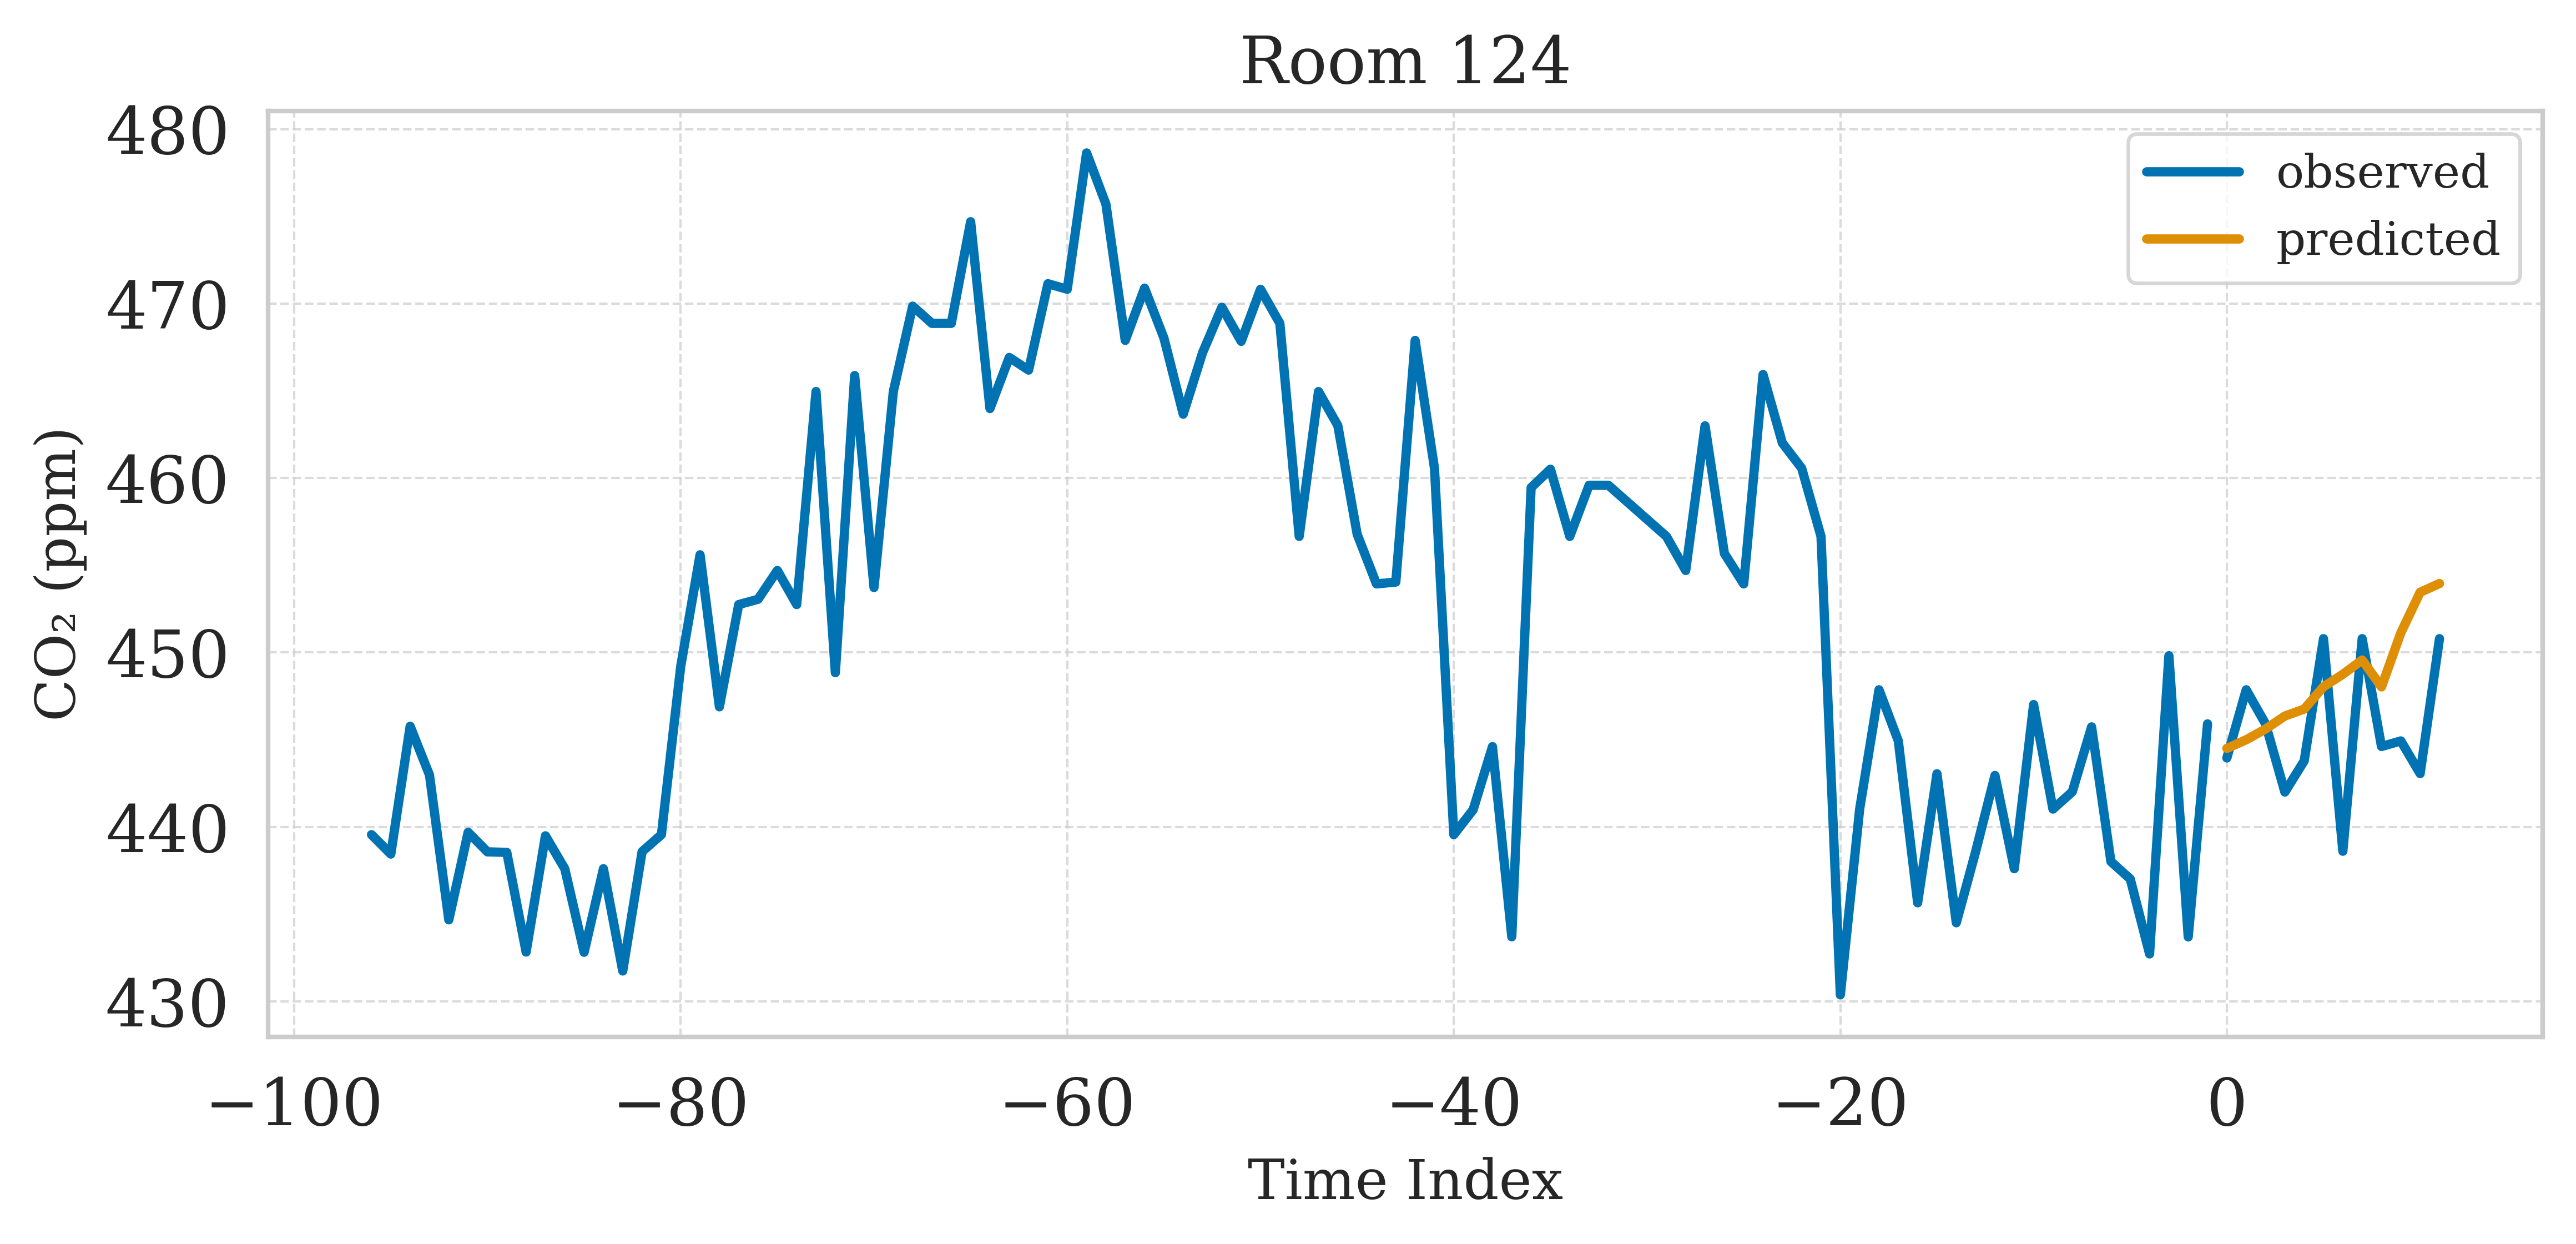 Room 124
480
470
460
450
440
430
CO₂ (ppm)
−100 −80 −60 −40 −20 0
Time Index
observed
predicted